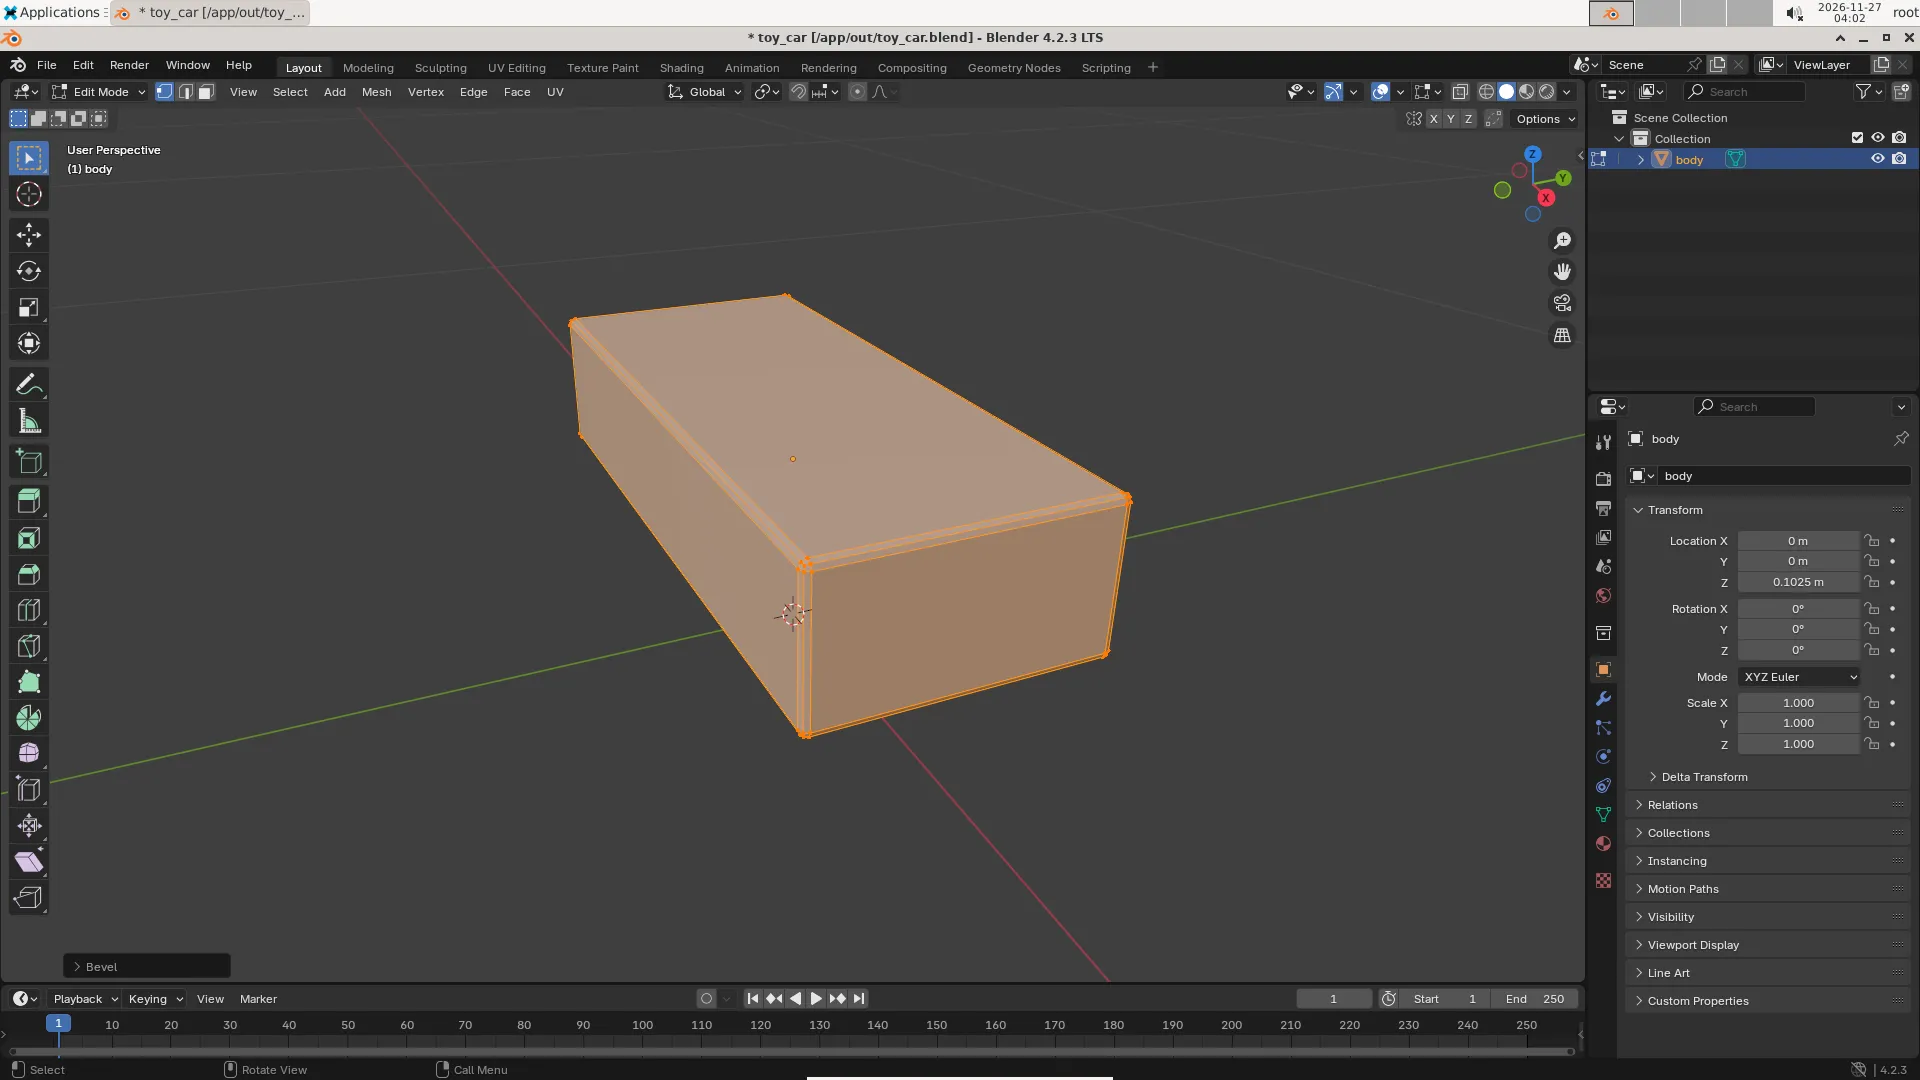 Applications
* toy_car [/app/out/toy_...
2026-11-27
04:02
root
* toy_car [/app/out/toy_car.blend] - Blender 4.2.3 LTS
File Edit Render Window Help
Layout Modeling Sculpting UV Editing Texture Paint Shading Animation Rendering Compositing Geometry Nodes Scripting
Scene
ViewLayer
Edit Mode
View Select Add Mesh Vertex Edge Face UV
Global
Search
X Y Z
Options
User Perspective
(1) body
Z
Y
X
Scene Collection
Collection
body
Search
body
body
Transform
Location X 0 m
Y 0 m
Z 0.1025 m
Rotation X 0°
Y 0°
Z 0°
Mode XYZ Euler
Scale X 1.000
Y 1.000
Z 1.000
Delta Transform
Relations
Collections
Instancing
Motion Paths
Visibility
Viewport Display
Line Art
Custom Properties
Bevel
Playback Keying View Marker
1
Start 1
End 250
1 10 20 30 40 50 60 70 80 90 100 110 120 130 140 150 160 170 180 190 200 210 220 230 240 250
Select
Rotate View
Call Menu
4.2.3